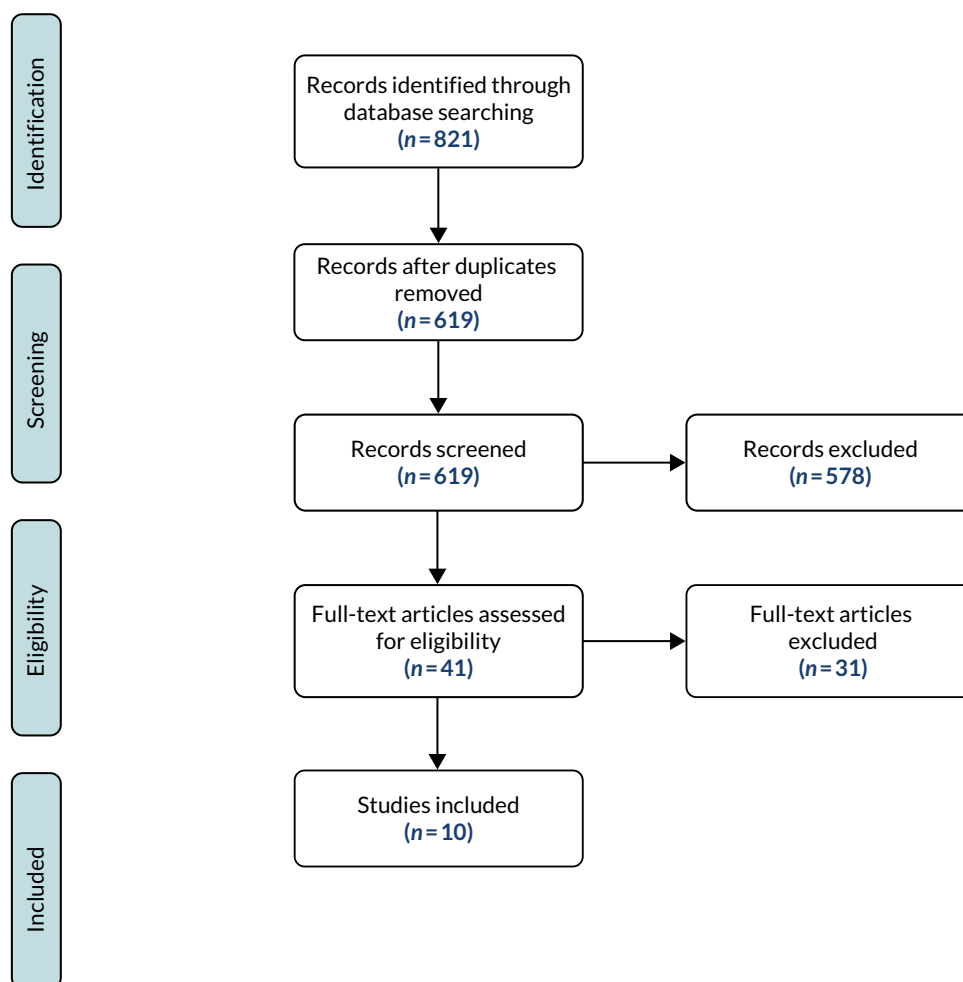 Identification
Records identified through
database searching
(n=821)
Records after duplicates
removed
(n=619)
Screening
Records screened
(n=619)
Records excluded
(n=578)
Eligibility
Full-text articles assessed
for eligibility
(n=41)
Full-text articles
excluded
(n=31)
Included
Studies included
(n=10)